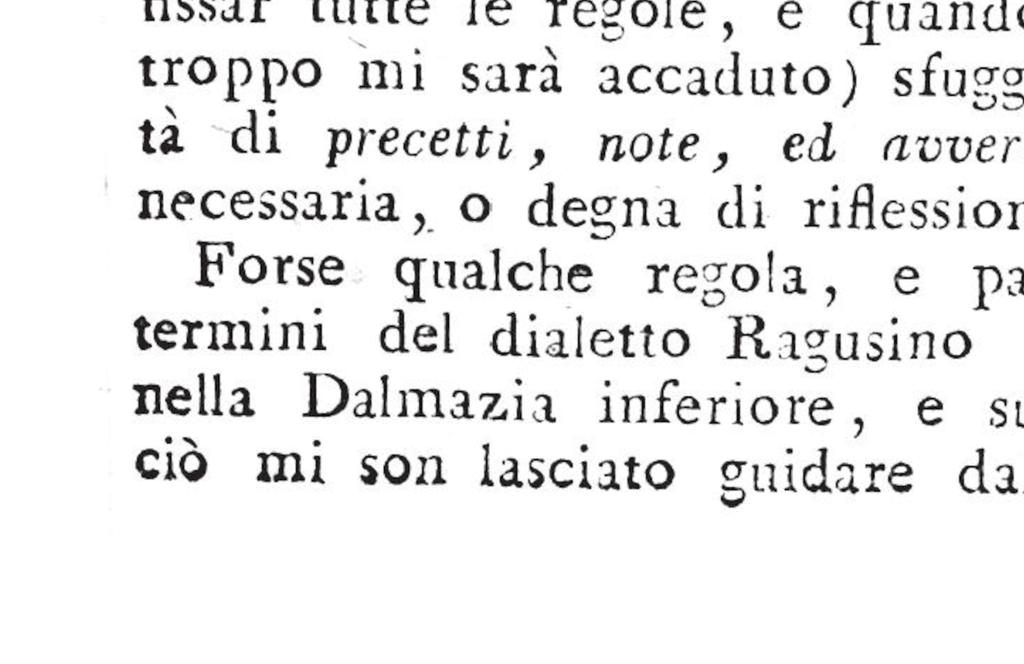 fissar tutte le regole, e quando
troppo mi sarà accaduto) sfugg
tà di precetti, note, ed avver
necessaria, o degna di riflession
Forse qualche regola, e pa
termini del dialetto Ragusino
nella Dalmazia inferiore, e su
ciò mi son lasciato guidare da